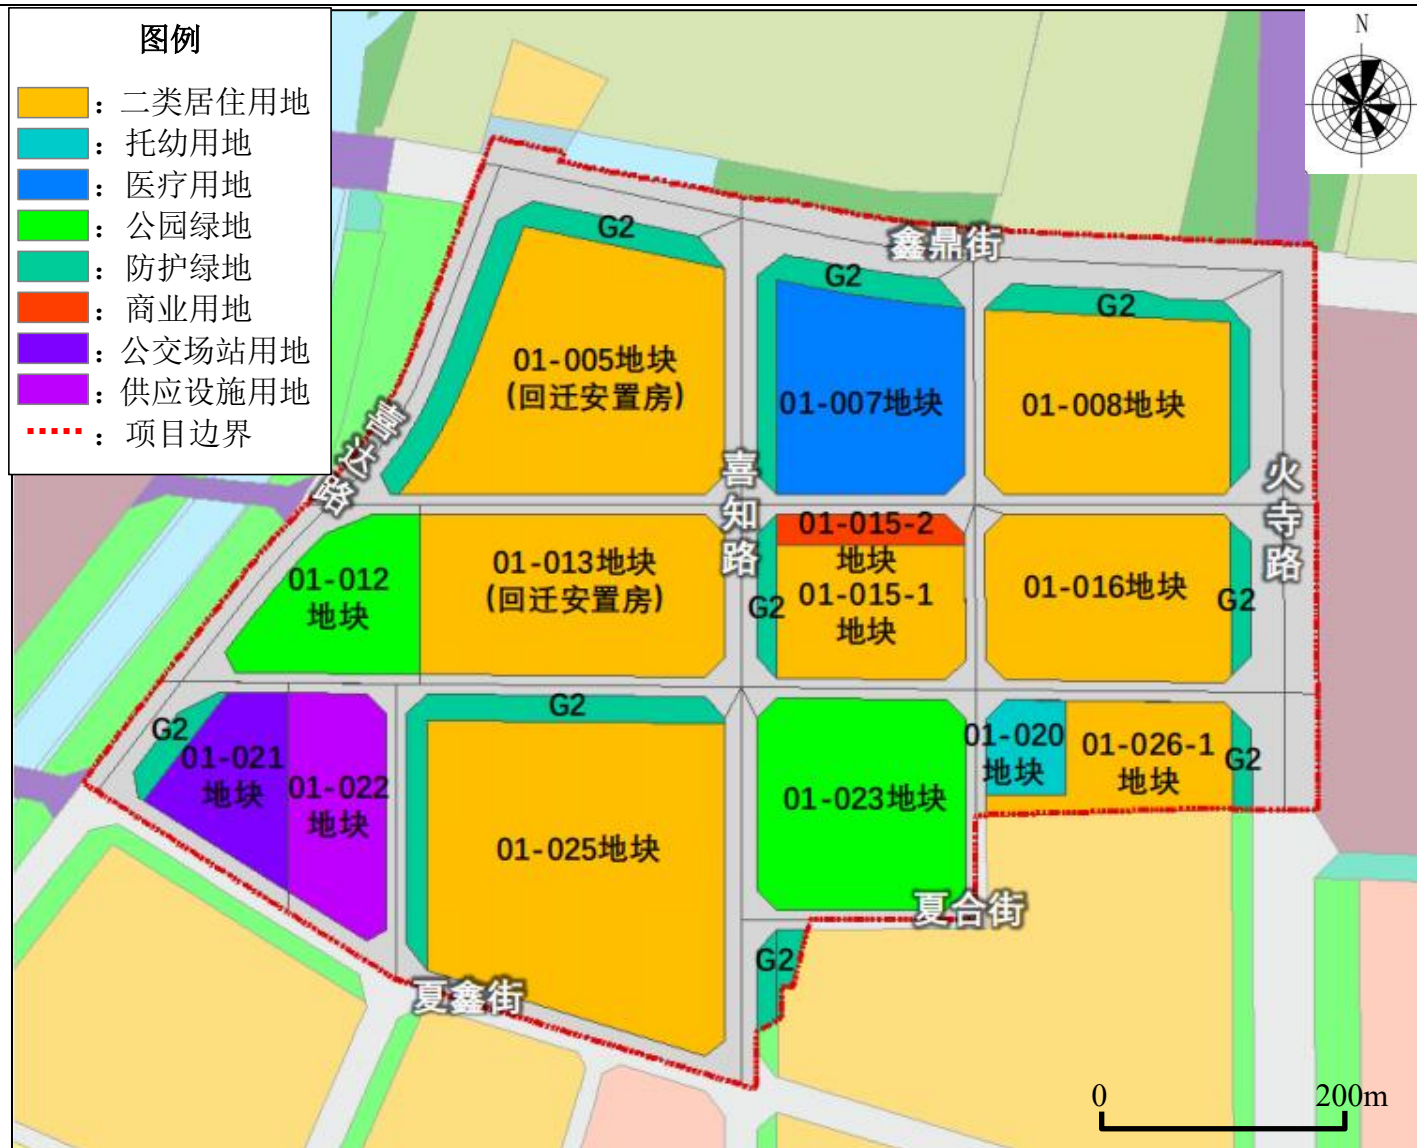 图例
：二类居住用地
：托幼用地
：医疗用地
：公园绿地
：防护绿地
：商业用地
：公交场站用地
：供应设施用地
：项目边界
N
G2
鑫鼎街
G2
G2
01-005地块
(回迁安置房)
01-007地块
01-008地块
喜达路
喜知路
火寺路
01-012
地块
01-013地块
(回迁安置房)
01-015-2
地块
G2
01-015-1
地块
01-016地块
G2
G2
01-021
地块
01-022
地块
G2
01-025地块
01-023地块
01-020
地块
01-026-1
地块
G2
夏合街
G2
夏鑫街
0
200m